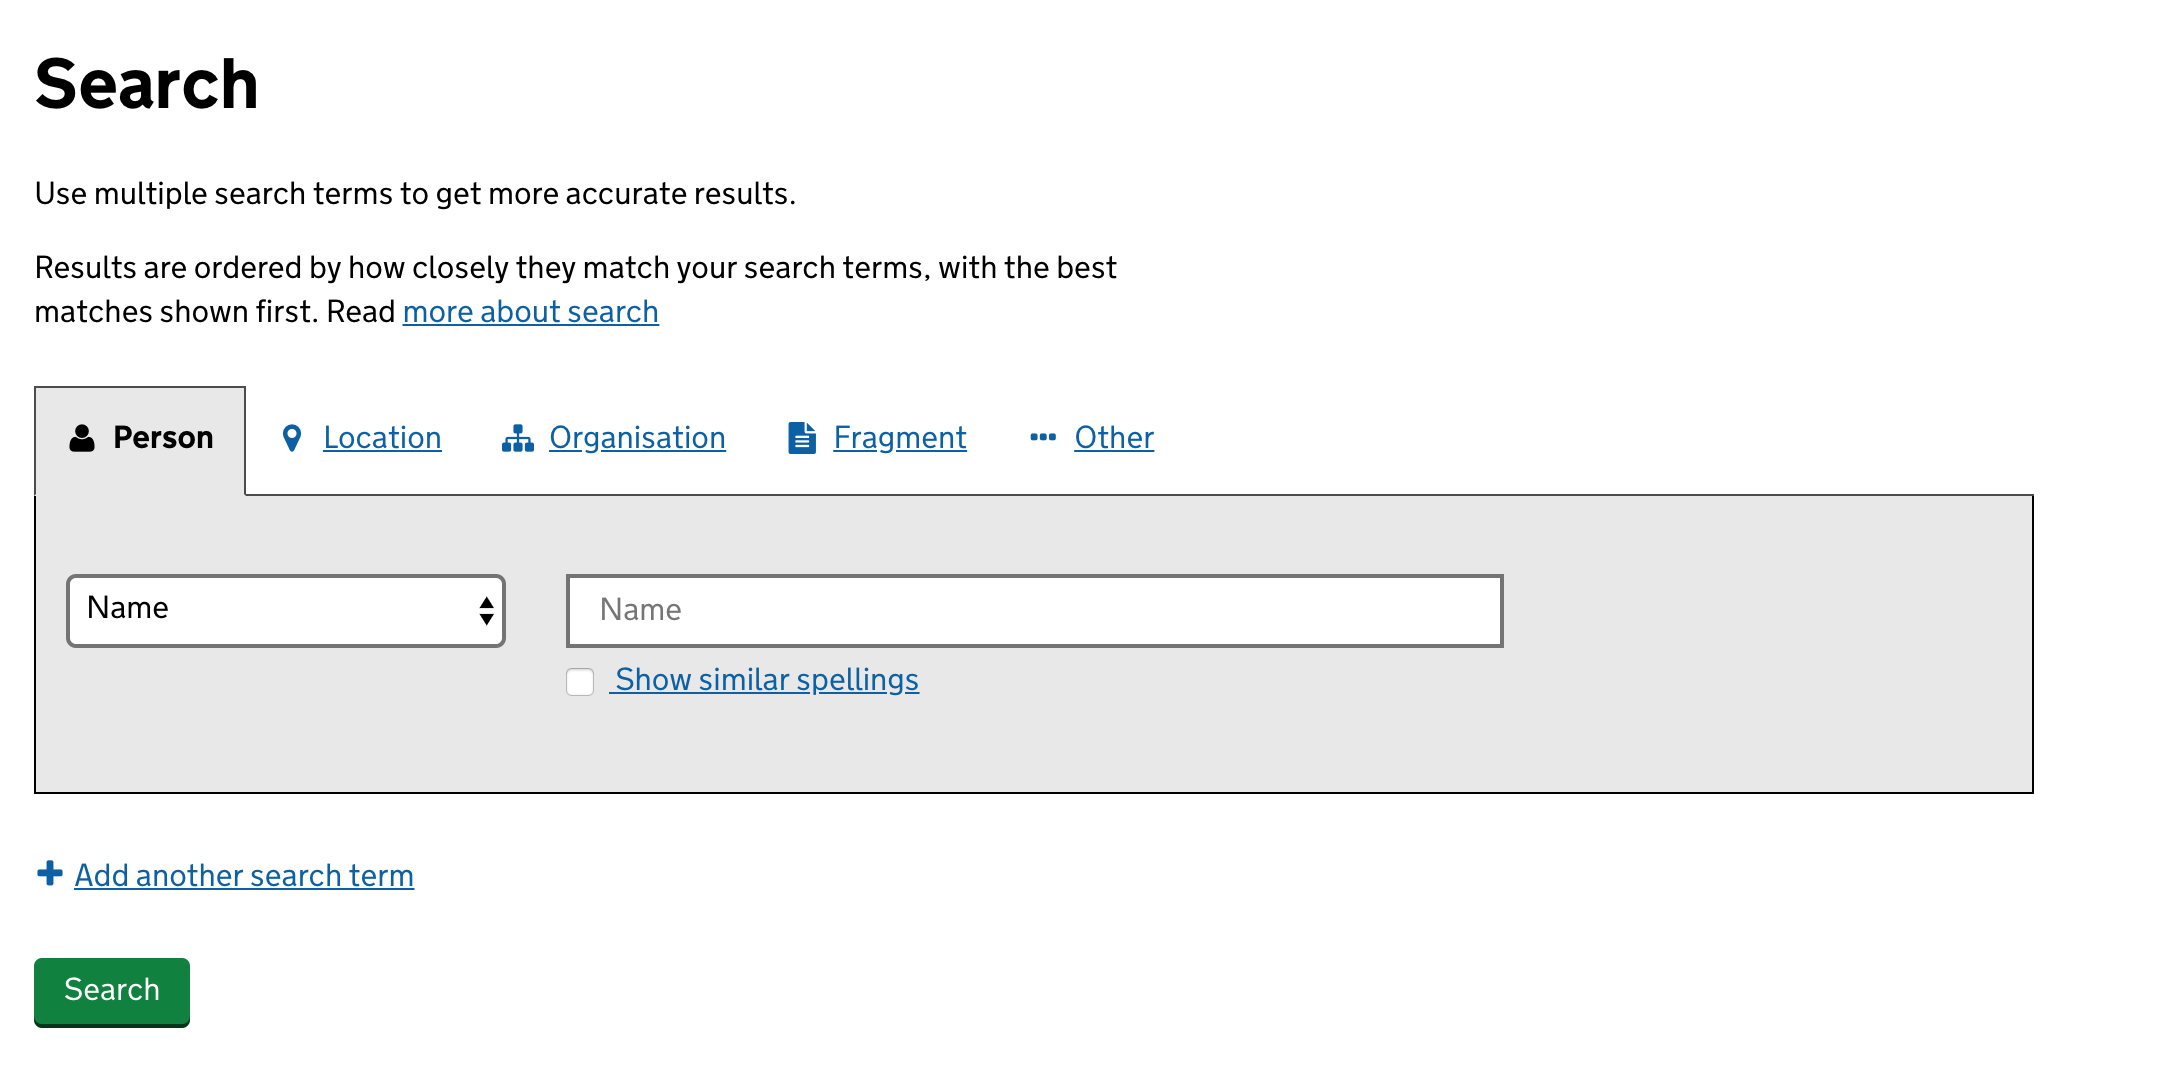 Search
Use multiple search terms to get more accurate results.
Results are ordered by how closely they match your search terms, with the best
matches shown first. Read more about search
Person Location Organisation Fragment Other
Name Name
Show similar spellings
Add another search term
Search